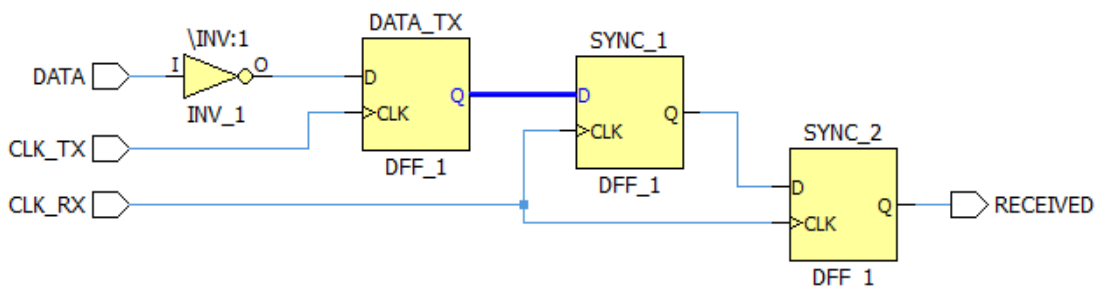 \INV:1
DATA
I
O
INV_1
DATA_TX
D
Q
CLK
DFF_1
CLK_TX
CLK_RX
SYNC_1
D
Q
CLK
DFF_1
SYNC_2
D
Q
CLK
DFF_1
RECEIVED